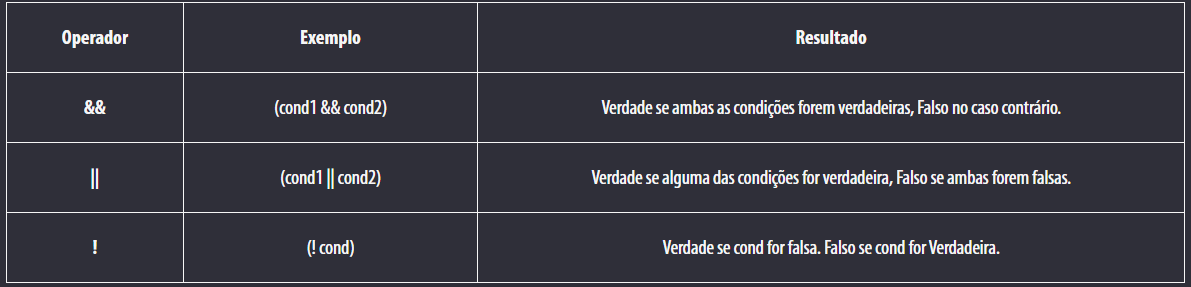 Operador Exemplo Resultado
&& (cond1 && cond2) Verdade se ambas as condições forem verdadeiras, Falso no caso contrário.
|| (cond1 || cond2) Verdade se alguma das condições for verdadeira, Falso se ambas forem falsas.
! (! cond) Verdade se cond for falsa. Falso se cond for Verdadeira.